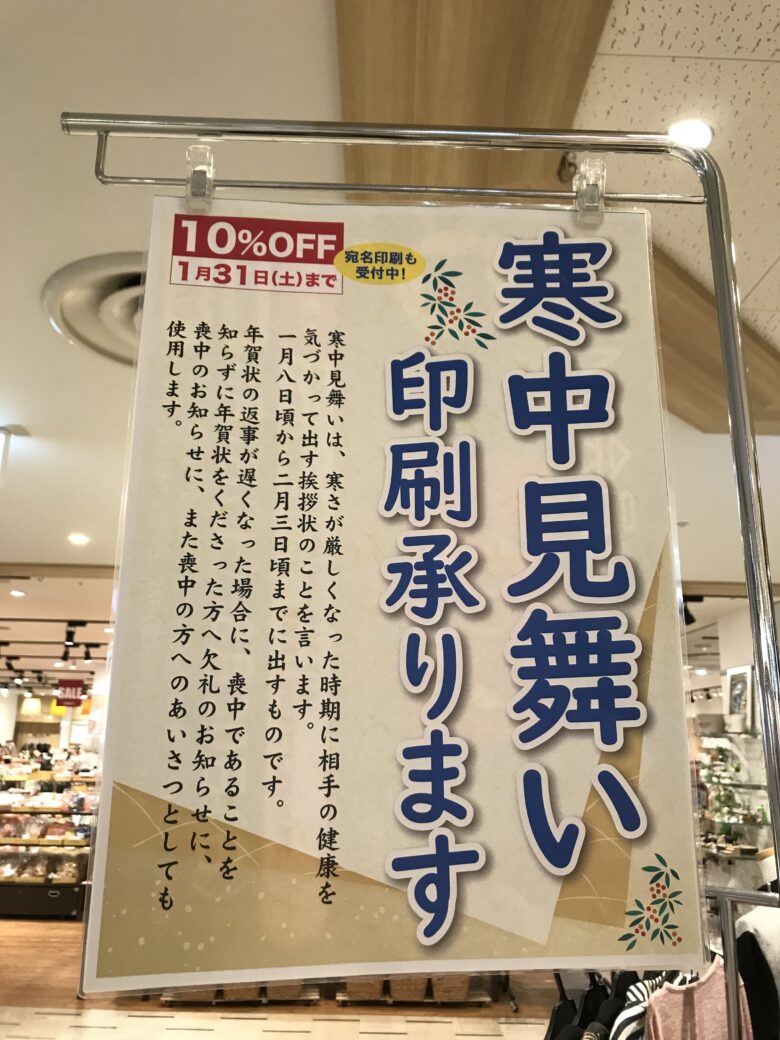 寒中見舞い
印刷承ります
10%OFF
1月31日(土)まで
宛名印刷も
受付中!
寒中見舞いは、寒さが厳しくなった時期に相手の健康を
気づかって出す挨拶状のことを言います。
一月八日頃から二月三日頃までに出すものです。
年賀状の返事が遅くなった場合に、喪中であることを
知らずに年賀状をくださった方へ欠礼のお知らせに、
喪中のお知らせに、また喪中の方へのあいさつとしても
使用します。
SALE